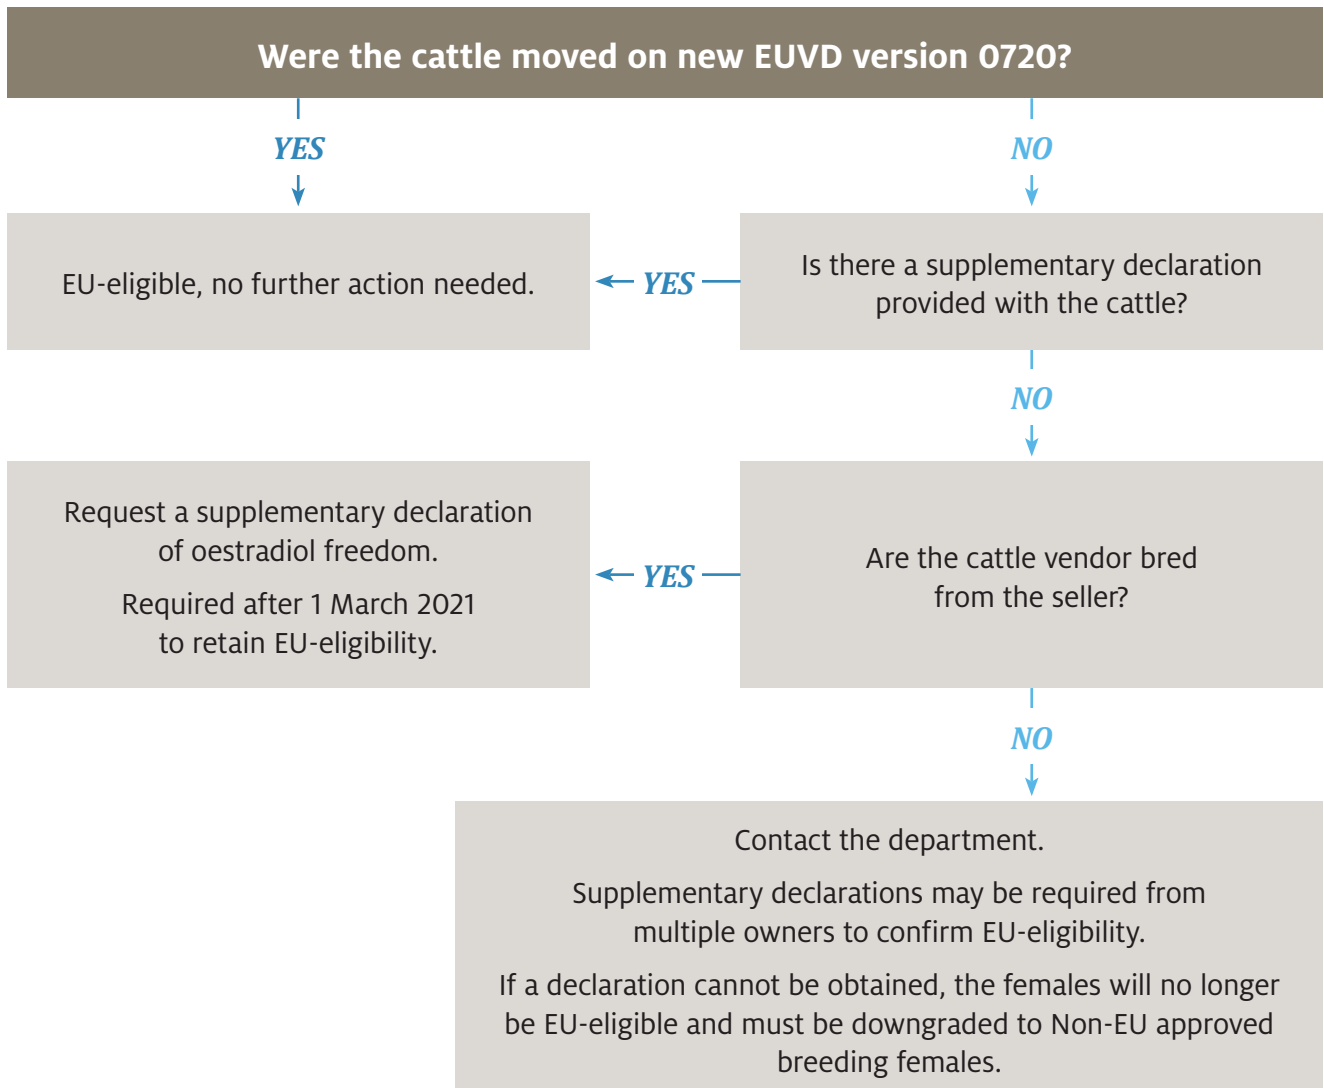 Were the cattle moved on new EUVD version 0720?
YES
NO
EU-eligible, no further action needed.
YES
Is there a supplementary declaration
provided with the cattle?
NO
Request a supplementary declaration
of oestradiol freedom.
Required after 1 March 2021
to retain EU-eligibility.
YES
Are the cattle vendor bred
from the seller?
NO
Contact the department.
Supplementary declarations may be required from
multiple owners to confirm EU-eligibility.
If a declaration cannot be obtained, the females will no longer
be EU-eligible and must be downgraded to Non-EU approved
breeding females.